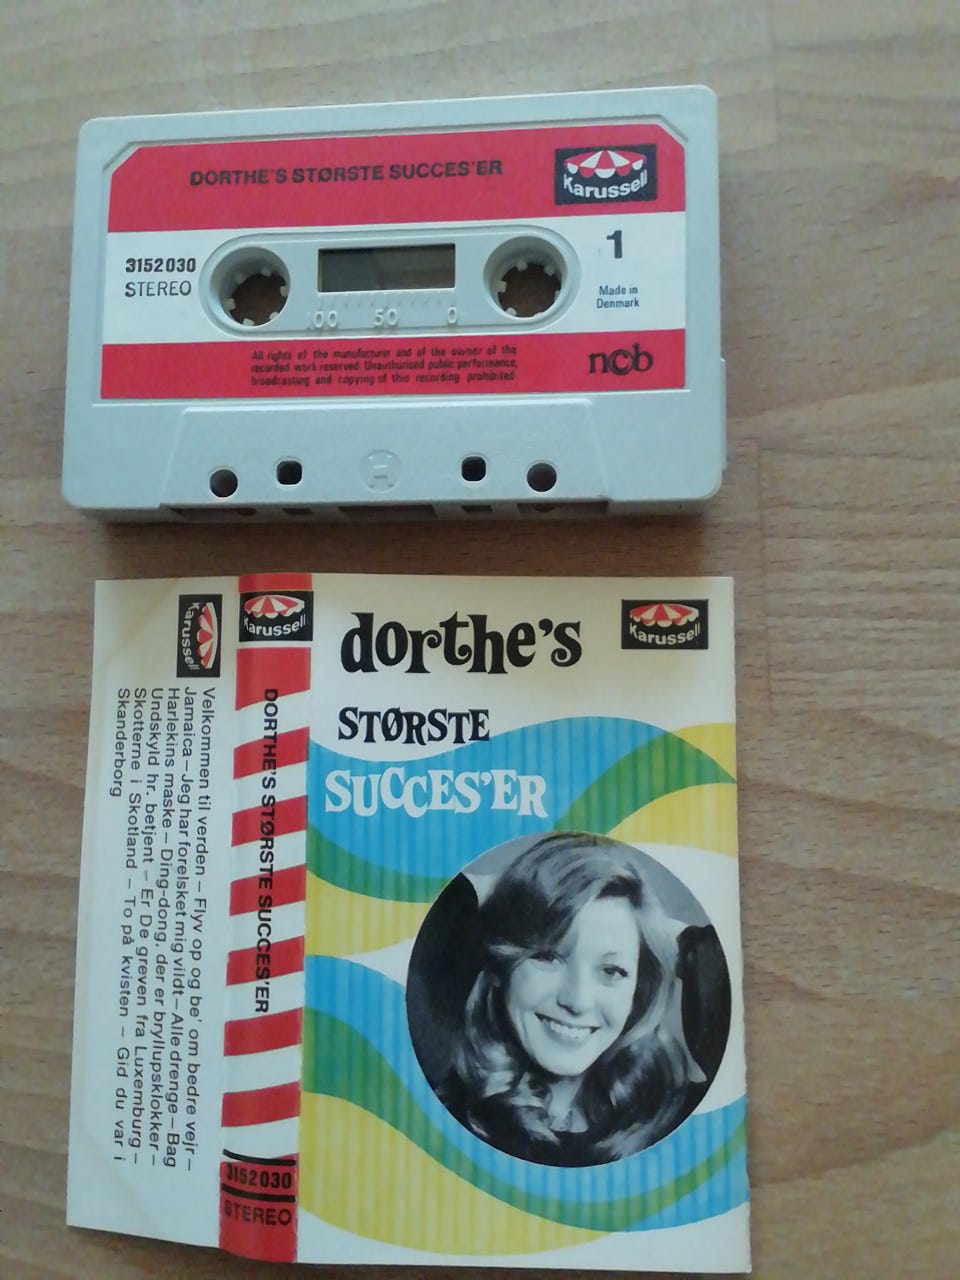 DORTHE'S STØRSTE SUCCES'ER
Karussell
3152030
STEREO
1
Made in
Denmark
100 50 0
All rights of the manufacturer and of the owner of the
recorded work reserved. Unauthorised public performance,
broadcasting and copying of this recording prohibited.
ncb
Karussell
Velkommen til verden – Flyv op og be' om bedre vejr –
Jamaica – Jeg har forelsket mig vildt – Alle drenge – Bag
Harlekins maske – Ding-dong, der er bryllupsklokker –
Undskyld hr. betjent – Er De greven fra Luxemburg –
Skotterne i Skotland – To på kvisten – Gid du var i
Skanderborg
Karussell
DORTHE'S STØRSTE SUCCES'ER
3152030
STEREO
dorthe's
Karussell
STØRSTE
SUCCES'ER